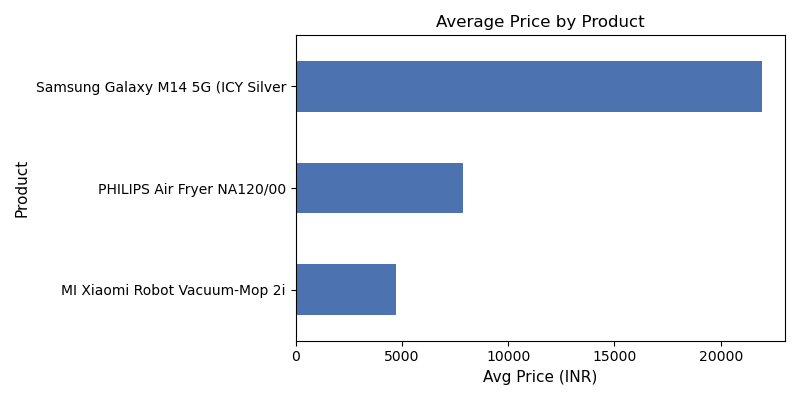 Average Price by Product
Samsung Galaxy M14 5G (ICY Silver
PHILIPS Air Fryer NA120/00
MI Xiaomi Robot Vacuum-Mop 2i
Product
0 5000 10000 15000 20000
Avg Price (INR)